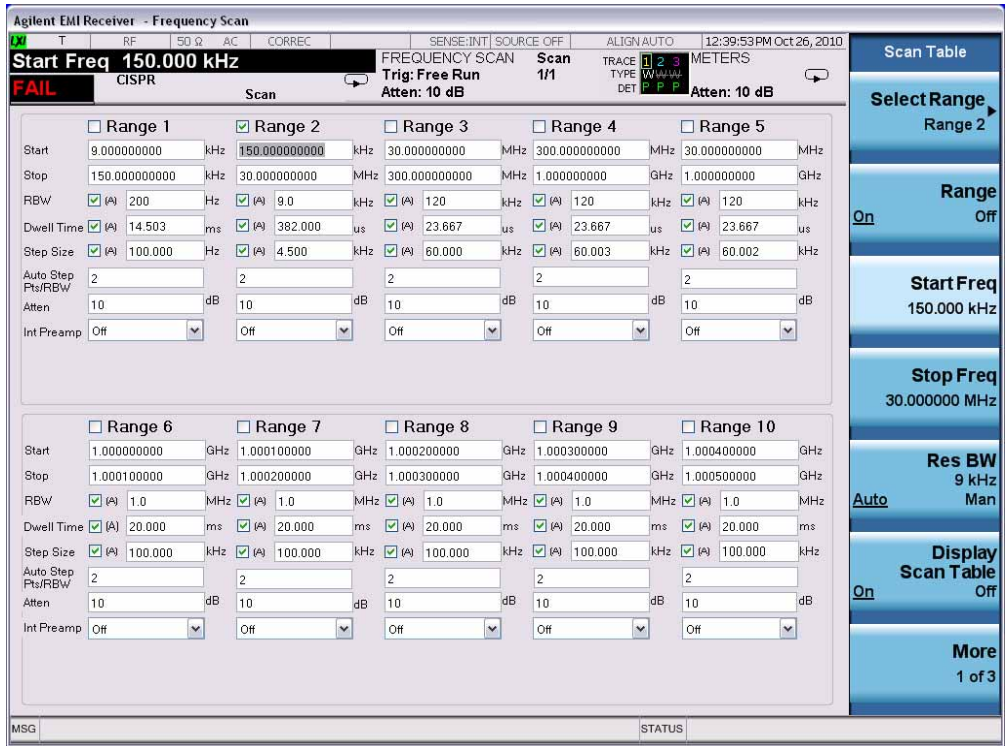 Agilent EMI Receiver - Frequency Scan
LXI T RF 50 Ω AC CORREC SENSE:INT SOURCE OFF ALIGN AUTO 12:39:53 PM Oct 26, 2010
Start Freq 150.000 kHz
FAIL
CISPR
Scan
FREQUENCY SCAN Scan
Trig: Free Run 1/1
Atten: 10 dB
TRACE 1 2 3
TYPE W W W
DET P P P
METERS
Atten: 10 dB
Range 1 Range 2 Range 3 Range 4 Range 5
Start 9.000000000 kHz 150.000000000 kHz 30.000000000 MHz 300.000000000 MHz 30.000000000 MHz
Stop 150.000000000 kHz 30.000000000 MHz 300.000000000 MHz 1.000000000 GHz 1.000000000 GHz
RBW (A) 200 Hz (A) 9.0 kHz (A) 120 kHz (A) 120 kHz (A) 120 kHz
Dwell Time (A) 14.503 ms (A) 382.000 us (A) 23.667 us (A) 23.667 us (A) 23.667 us
Step Size (A) 100.000 Hz (A) 4.500 kHz (A) 60.000 kHz (A) 60.003 kHz (A) 60.002 kHz
Auto Step
Pts/RBW 2 2 2 2 2
Atten 10 dB 10 dB 10 dB 10 dB 10 dB
Int Preamp Off Off Off Off Off
Range 6 Range 7 Range 8 Range 9 Range 10
Start 1.000000000 GHz 1.000100000 GHz 1.000200000 GHz 1.000300000 GHz 1.000400000 GHz
Stop 1.000100000 GHz 1.000200000 GHz 1.000300000 GHz 1.000400000 GHz 1.000500000 GHz
RBW (A) 1.0 MHz (A) 1.0 MHz (A) 1.0 MHz (A) 1.0 MHz (A) 1.0 MHz
Dwell Time (A) 20.000 ms (A) 20.000 ms (A) 20.000 ms (A) 20.000 ms (A) 20.000 ms
Step Size (A) 100.000 kHz (A) 100.000 kHz (A) 100.000 kHz (A) 100.000 kHz (A) 100.000 kHz
Auto Step
Pts/RBW 2 2 2 2 2
Atten 10 dB 10 dB 10 dB 10 dB 10 dB
Int Preamp Off Off Off Off Off
MSG STATUS
Scan Table
Select Range
Range 2
Range
On Off
Start Freq
150.000 kHz
Stop Freq
30.000000 MHz
Res BW
9 kHz
Auto Man
Display
Scan Table
On Off
More
1 of 3